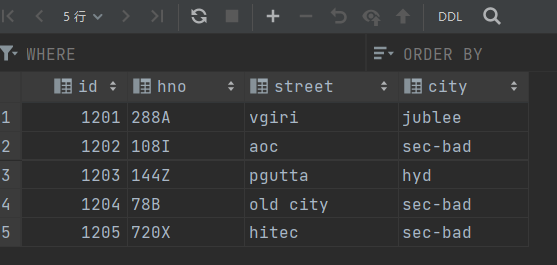 5 行 DDL
WHERE ORDER BY
id hno street city
1 1201 288A vgiri jublee
2 1202 108I aoc sec-bad
3 1203 144Z pgutta hyd
4 1204 78B old city sec-bad
5 1205 720X hitec sec-bad